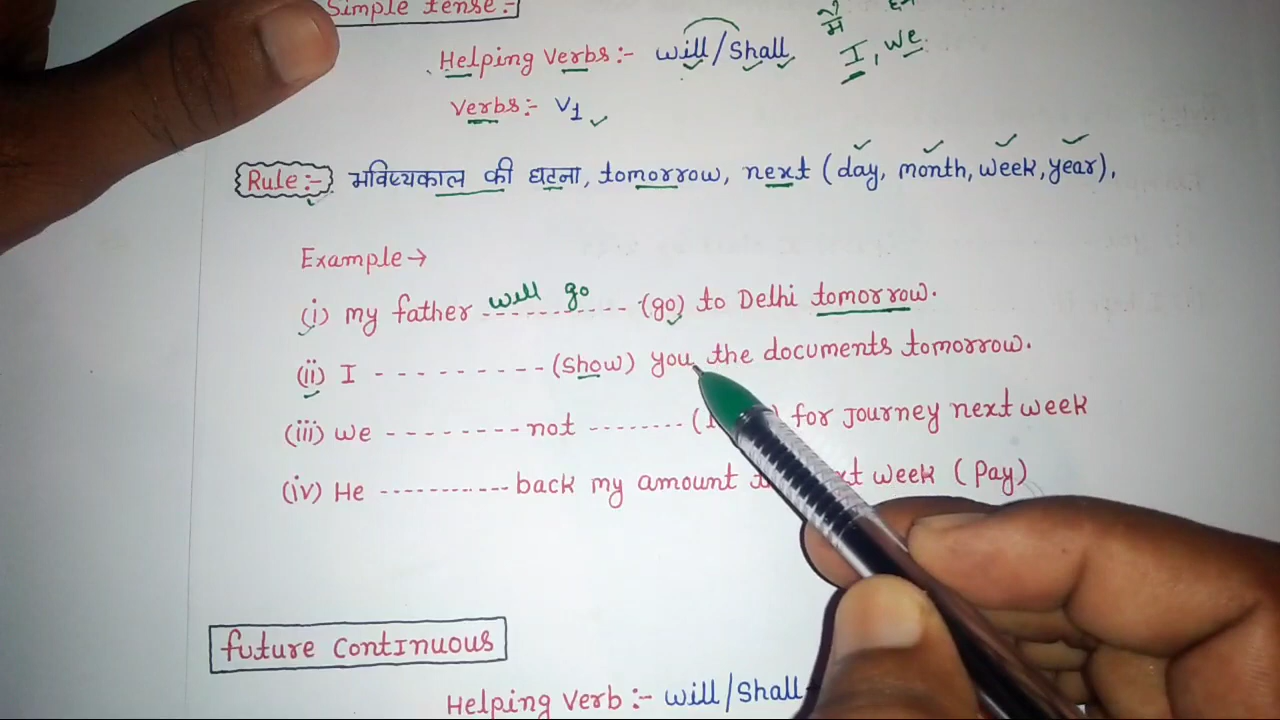 Simple tense:-
मैं
Helping Verbs:- will/Shall I, we
Verbs:- V1
Rule:- भविष्यकाल की घटना, tomorrow, next (day, month, week, year),
Example→
(i) my father will go (go) to Delhi tomorrow.
(ii) I --------- (Show) you the documents tomorrow.
(iii) we -------- not -------- for Journey next week
(iv) He ----------- back my amount week (Pay)
future Continuous
Helping Verb:- will/Shall